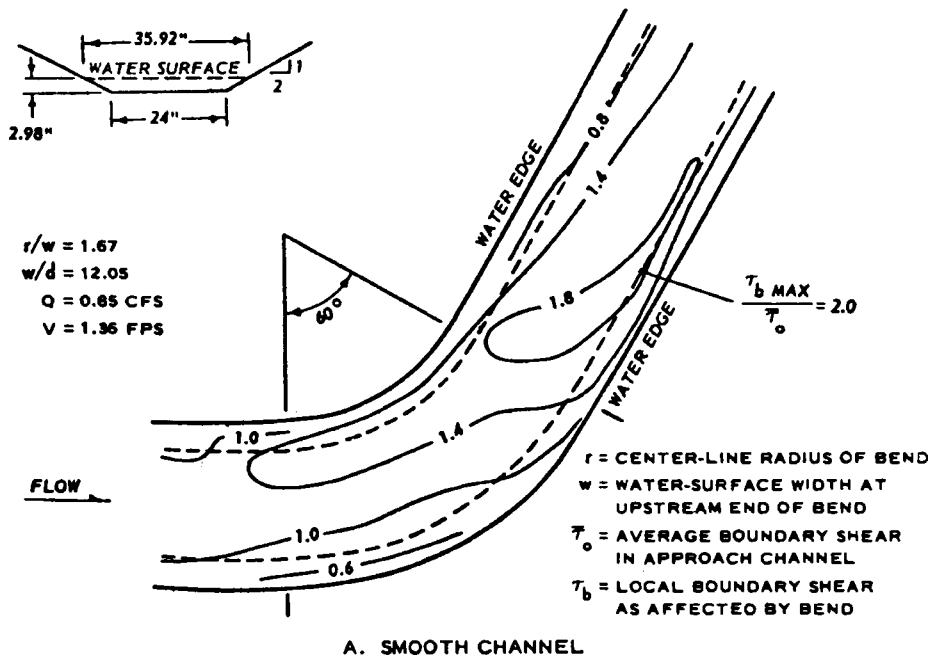 35.92"
WATER SURFACE
1
2
2.98"
24"
r/w = 1.67
w/d = 12.05
Q = 0.85 CFS
V = 1.36 FPS
60°
WATER EDGE
0.8
1.4
1.8
τb MAX
τ̅o
= 2.0
WATER EDGE
1.0
1.4
FLOW
1.0
0.6
r = CENTER-LINE RADIUS OF BEND
w = WATER-SURFACE WIDTH AT
UPSTREAM END OF BEND
τ̅o = AVERAGE BOUNDARY SHEAR
IN APPROACH CHANNEL
τb = LOCAL BOUNDARY SHEAR
AS AFFECTED BY BEND
A. SMOOTH CHANNEL